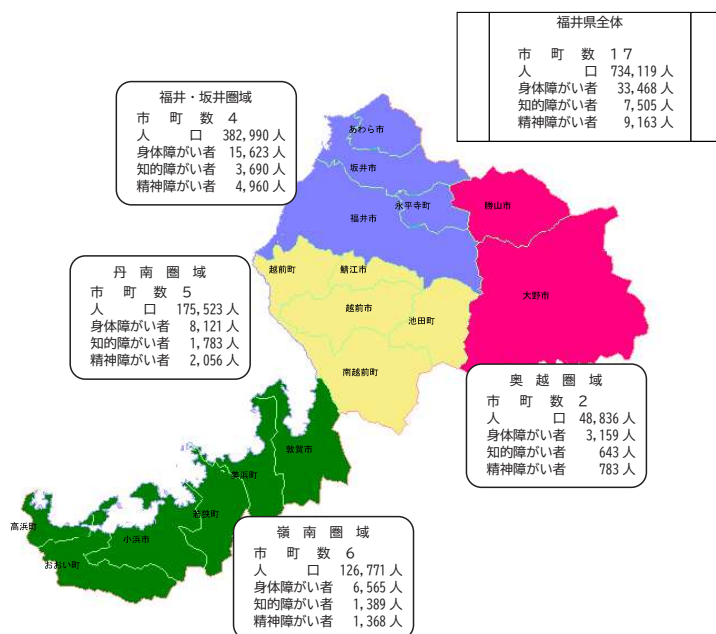 福井県全体
市町数 17
人口 734,119 人
身体障がい者 33,468 人
知的障がい者 7,505 人
精神障がい者 9,163 人
福井・坂井圏域
市町数 4
人口 382,990 人
身体障がい者 15,623 人
知的障がい者 3,690 人
精神障がい者 4,960 人
あわら市
坂井市
永平寺町
福井市
勝山市
大野市
丹南圏域
市町数 5
人口 175,523 人
身体障がい者 8,121 人
知的障がい者 1,783 人
精神障がい者 2,056 人
越前町
鯖江市
越前市
池田町
南越前町
奥越圏域
市町数 2
人口 48,836 人
身体障がい者 3,159 人
知的障がい者 643 人
精神障がい者 783 人
敦賀市
美浜町
若狭町
高浜町
小浜市
おおい町
嶺南圏域
市町数 6
人口 126,771 人
身体障がい者 6,565 人
知的障がい者 1,389 人
精神障がい者 1,368 人